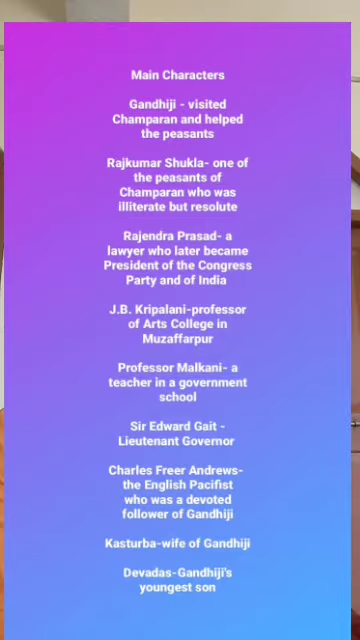 Main Characters
Gandhiji - visited
Champaran and helped
the peasants
Rajkumar Shukla- one of
the peasants of
Champaran who was
illiterate but resolute
Rajendra Prasad- a
lawyer who later became
President of the Congress
Party and of India
J.B. Kripalani-professor
of Arts College in
Muzaffarpur
Professor Malkani- a
teacher in a government
school
Sir Edward Gait -
Lieutenant Governor
Charles Freer Andrews-
the English Pacifist
who was a devoted
follower of Gandhiji
Kasturba-wife of Gandhiji
Devadas-Gandhiji's
youngest son